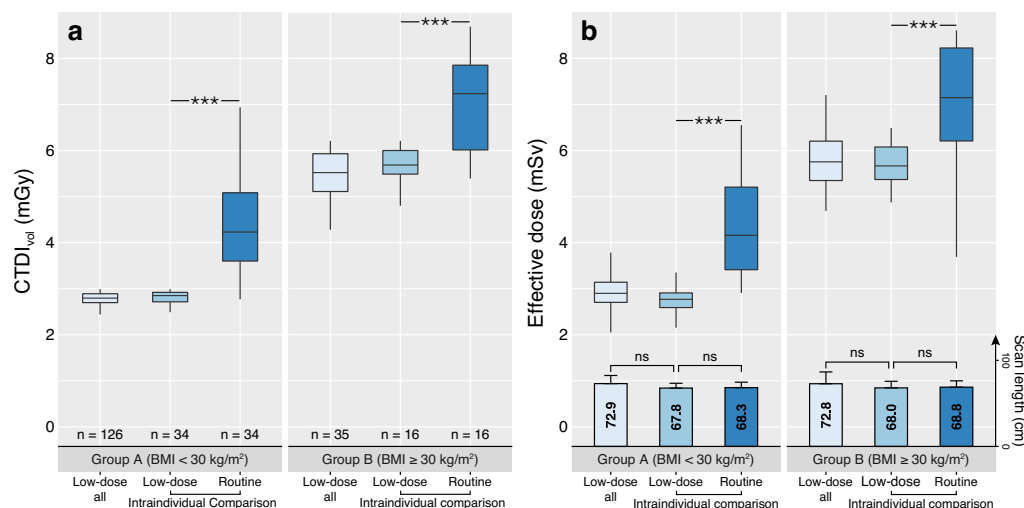 a
***
***
8
6
4
2
0
CTDIvol (mGy)
n = 126
n = 34
n = 34
n = 35
n = 16
n = 16
Group A (BMI < 30 kg/m²)
Group B (BMI ≥ 30 kg/m²)
Low-dose
all
Low-dose
Routine
Intraindividual Comparison
Low-dose
all
Low-dose
Routine
Intraindividual comparison
b
***
***
8
6
4
2
0
Effective dose (mSv)
ns
ns
ns
ns
72.9
67.8
68.3
72.8
68.0
68.8
100
0
Scan length (cm)
Group A (BMI < 30 kg/m²)
Group B (BMI ≥ 30 kg/m²)
Low-dose
all
Low-dose
Routine
Intraindividual comparison
Low-dose
all
Low-dose
Routine
Intraindividual comparison